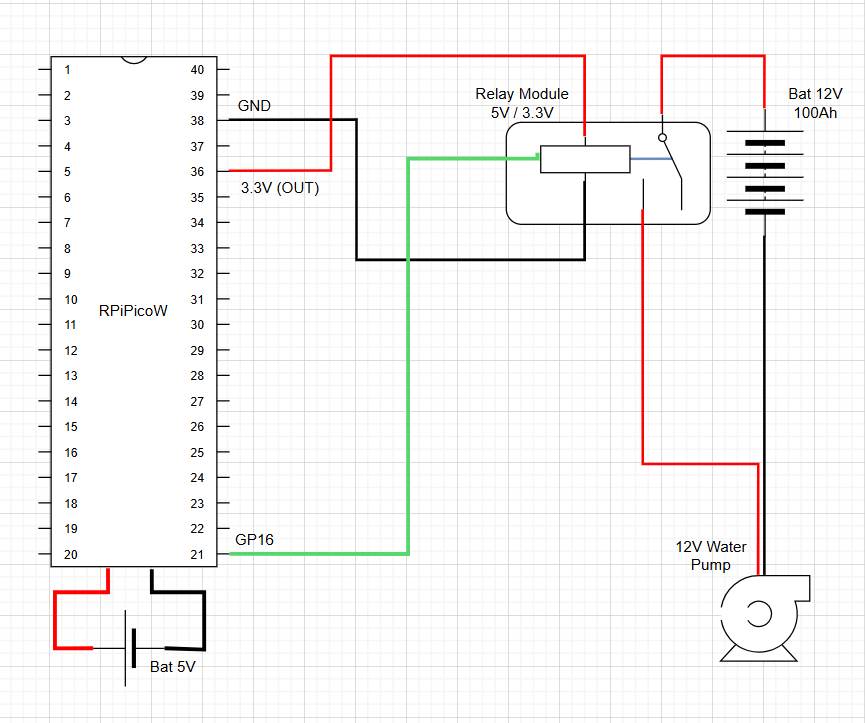 1 40
2 39
GND
3 38
4 37
5 36
3.3V (OUT)
6 35
7 34
8 33
9 32
10 31
RPiPicoW
11 30
12 29
13 28
14 27
15 26
16 25
17 24
18 23
19 22
GP16
20 21
Bat 5V
Relay Module
5V / 3.3V
Bat 12V
100Ah
12V Water
Pump